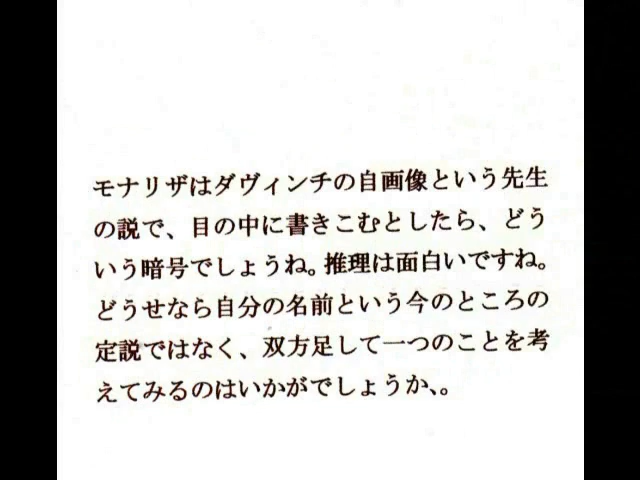 モナリザはダヴィンチの自画像という先生
の説で、目の中に書きこむとしたら、どう
いう暗号でしょうね。推理は面白いですね。
どうせなら自分の名前という今のところの
定説ではなく、双方足して一つのことを考
えてみるのはいかがでしょうか、。